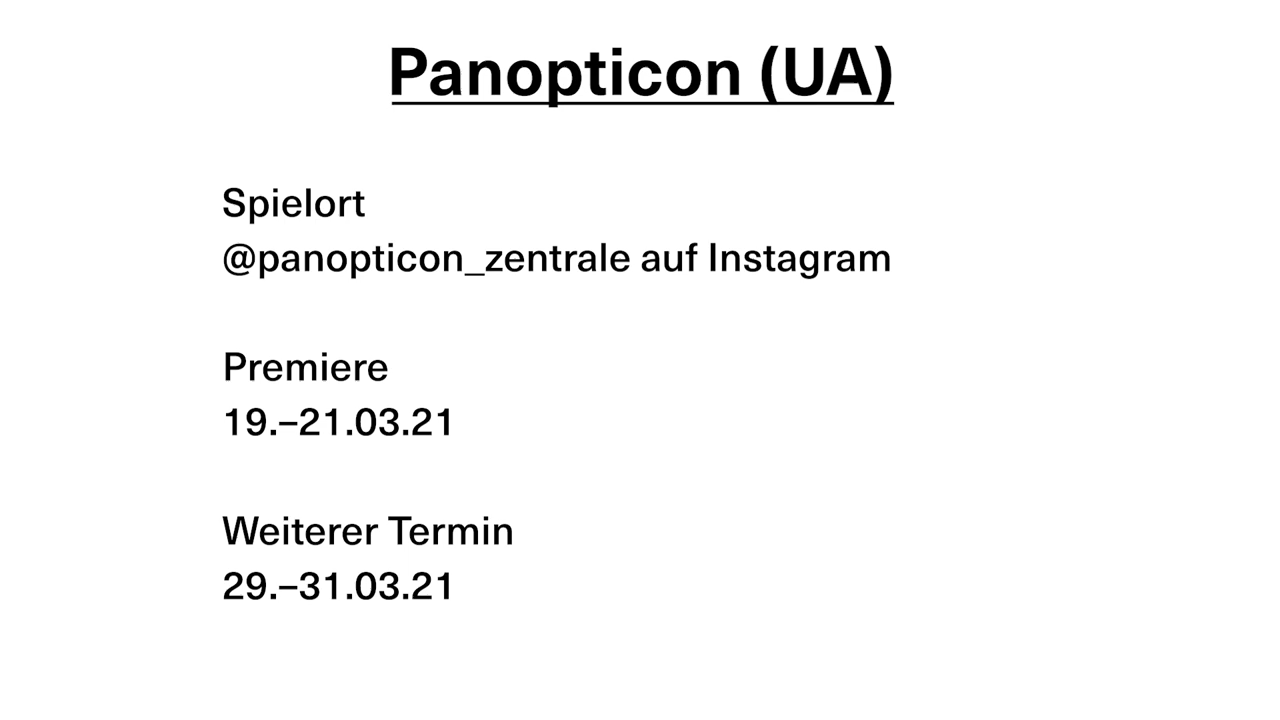 Panopticon (UA)
Spielort
@panopticon_zentrale auf Instagram
Premiere
19.–21.03.21
Weiterer Termin
29.–31.03.21